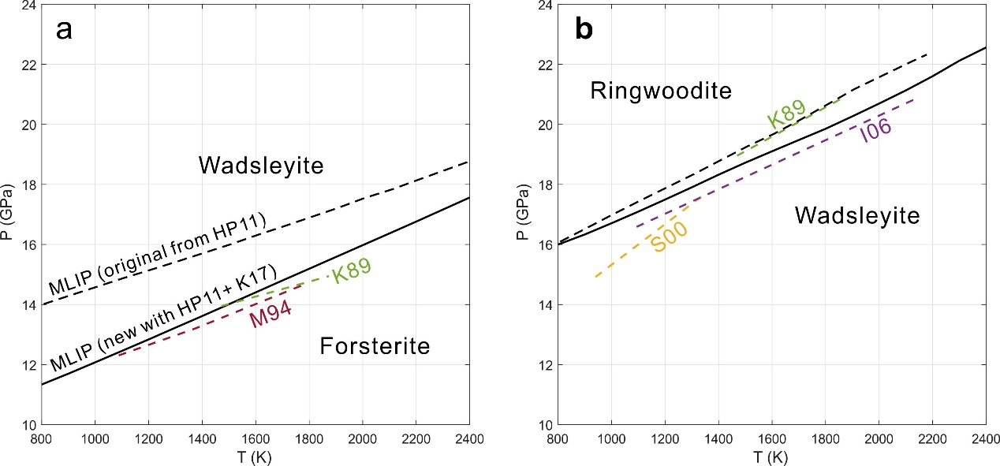 a
24
22
20
18
16
14
12
10
P (GPa)
Wadsleyite
MLIP (original from HP11)
MLIP (new with HP11+ K17)
K89
M94
Forsterite
800 1000 1200 1400 1600 1800 2000 2200 2400
T (K)
b
24
22
20
18
16
14
12
10
P (GPa)
Ringwoodite
K89
I06
S00
Wadsleyite
800 1000 1200 1400 1600 1800 2000 2200 2400
T (K)